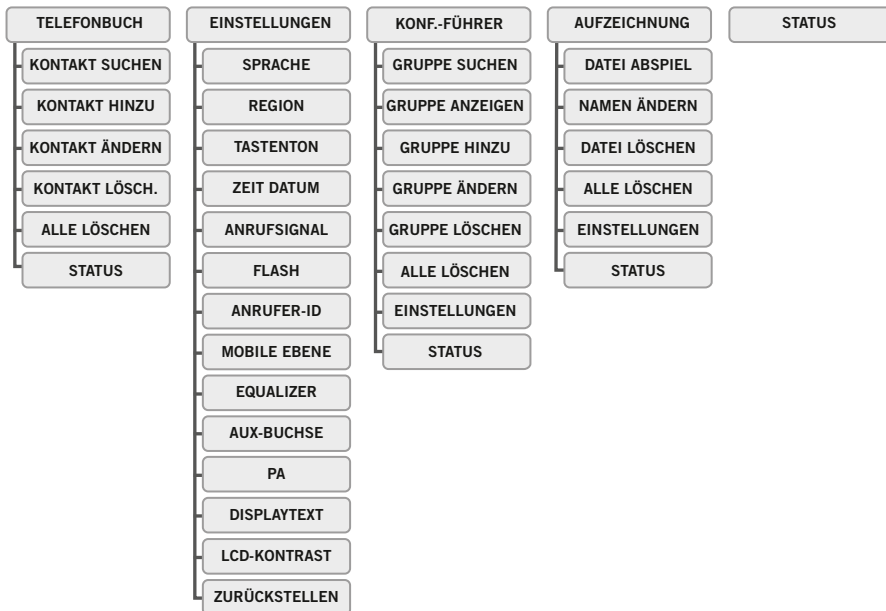 TELEFONBUCH
KONTAKT SUCHEN
KONTAKT HINZU
KONTAKT ÄNDERN
KONTAKT LÖSCH.
ALLE LÖSCHEN
STATUS
EINSTELLUNGEN
SPRACHE
REGION
TASTENTON
ZEIT DATUM
ANRUFSIGNAL
FLASH
ANRUFER-ID
MOBILE EBENE
EQUALIZER
AUX-BUCHSE
PA
DISPLAYTEXT
LCD-KONTRAST
ZURÜCKSTELLEN
KONF.-FÜHRER
GRUPPE SUCHEN
GRUPPE ANZEIGEN
GRUPPE HINZU
GRUPPE ÄNDERN
GRUPPE LÖSCHEN
ALLE LÖSCHEN
EINSTELLUNGEN
STATUS
AUFZEICHNUNG
DATEI ABSPIEL
NAMEN ÄNDERN
DATEI LÖSCHEN
ALLE LÖSCHEN
EINSTELLUNGEN
STATUS
STATUS